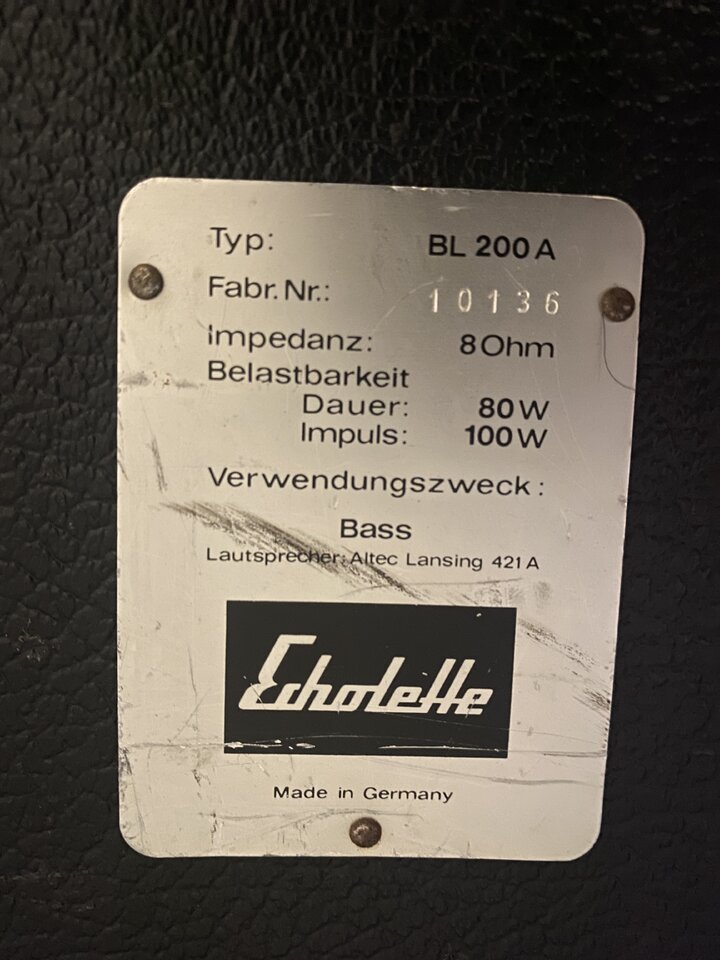 Typ: BL 200 A
Fabr. Nr.: 10136
Impedanz: 8 Ohm
Belastbarkeit
Dauer: 80 W
Impuls: 100 W
Verwendungszweck:
Bass
Lautsprecher: Altec Lansing 421 A
Echolette
Made in Germany